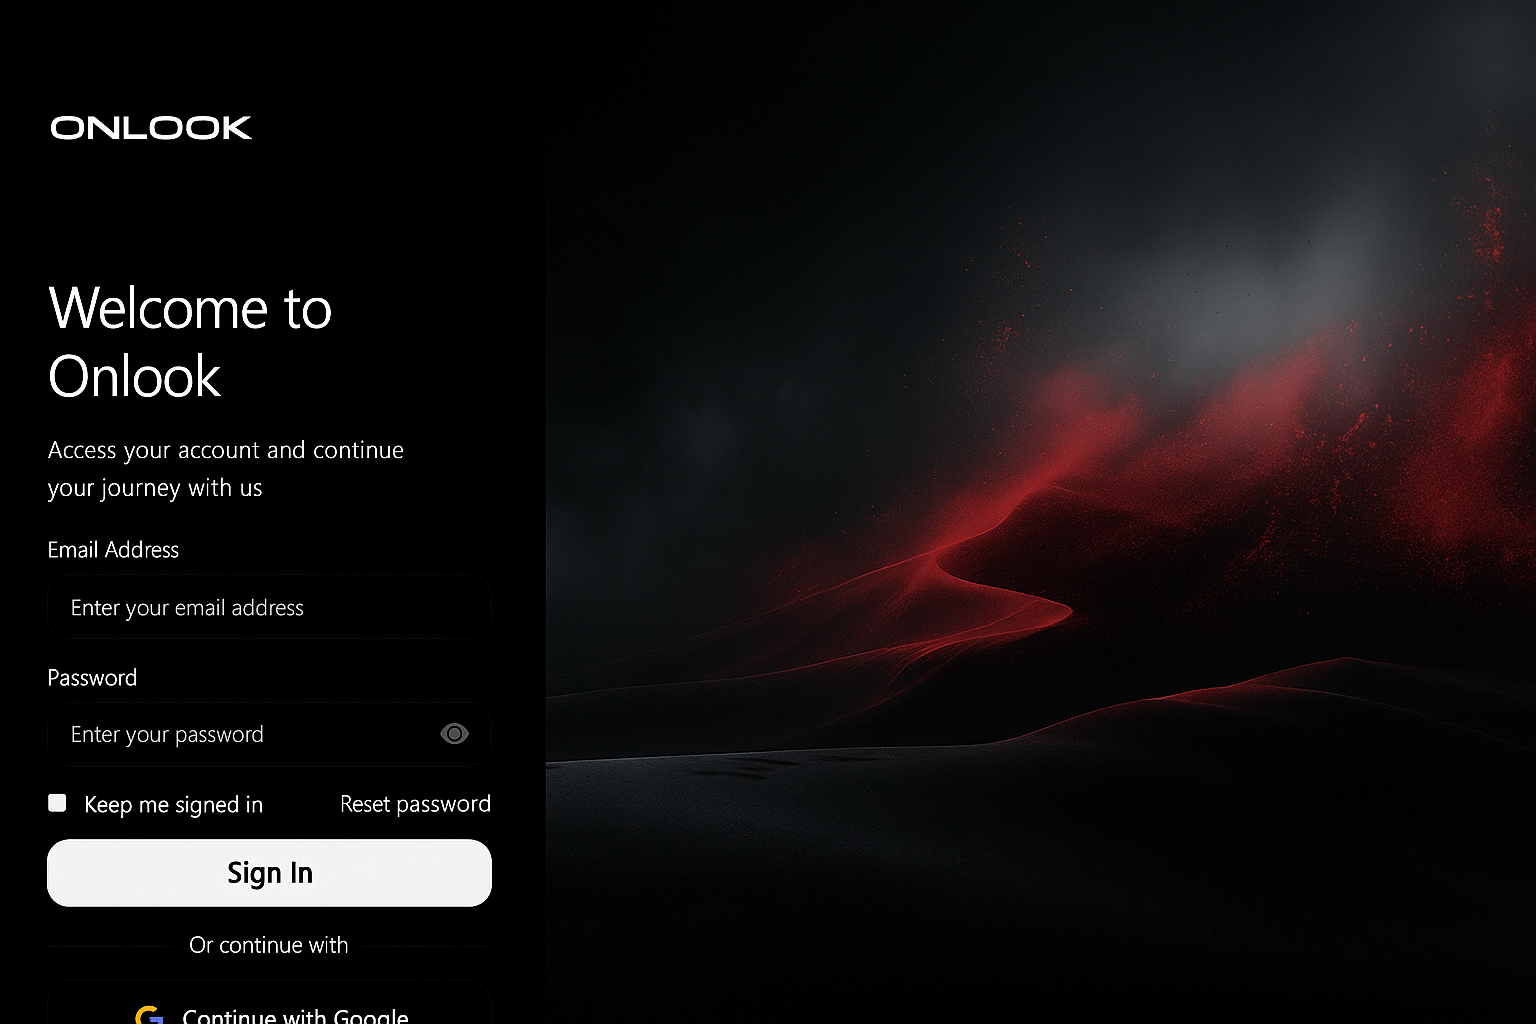 ONLOOK
Welcome to
Onlook
Access your account and continue
your journey with us
Email Address
Enter your email address
Password
Enter your password
Keep me signed in
Reset password
Sign In
Or continue with
Continue with Google